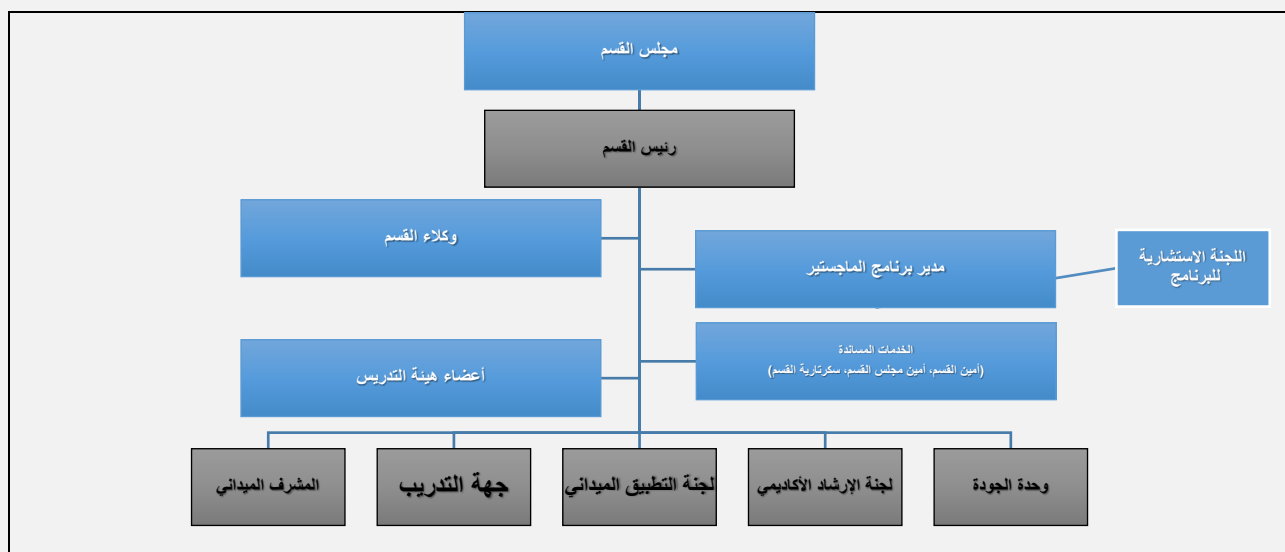 مجلس القسم
رئيس القسم
وكلاء القسم
مدير برنامج الماجستير
اللجنة الاستشارية
للبرنامج
الخدمات المساندة
(أمين القسم، أمين مجلس القسم، سكرتارية القسم)
أعضاء هيئة التدريس
وحدة الجودة
لجنة الإرشاد الأكاديمي
لجنة التطبيق الميداني
جهة التدريب
المشرف الميداني